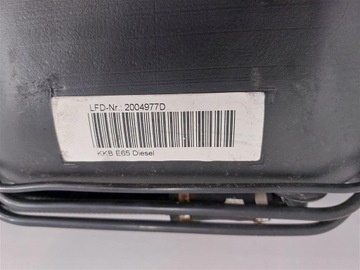 LFD-Nr.: 2004977D
KKB E65 Diesel